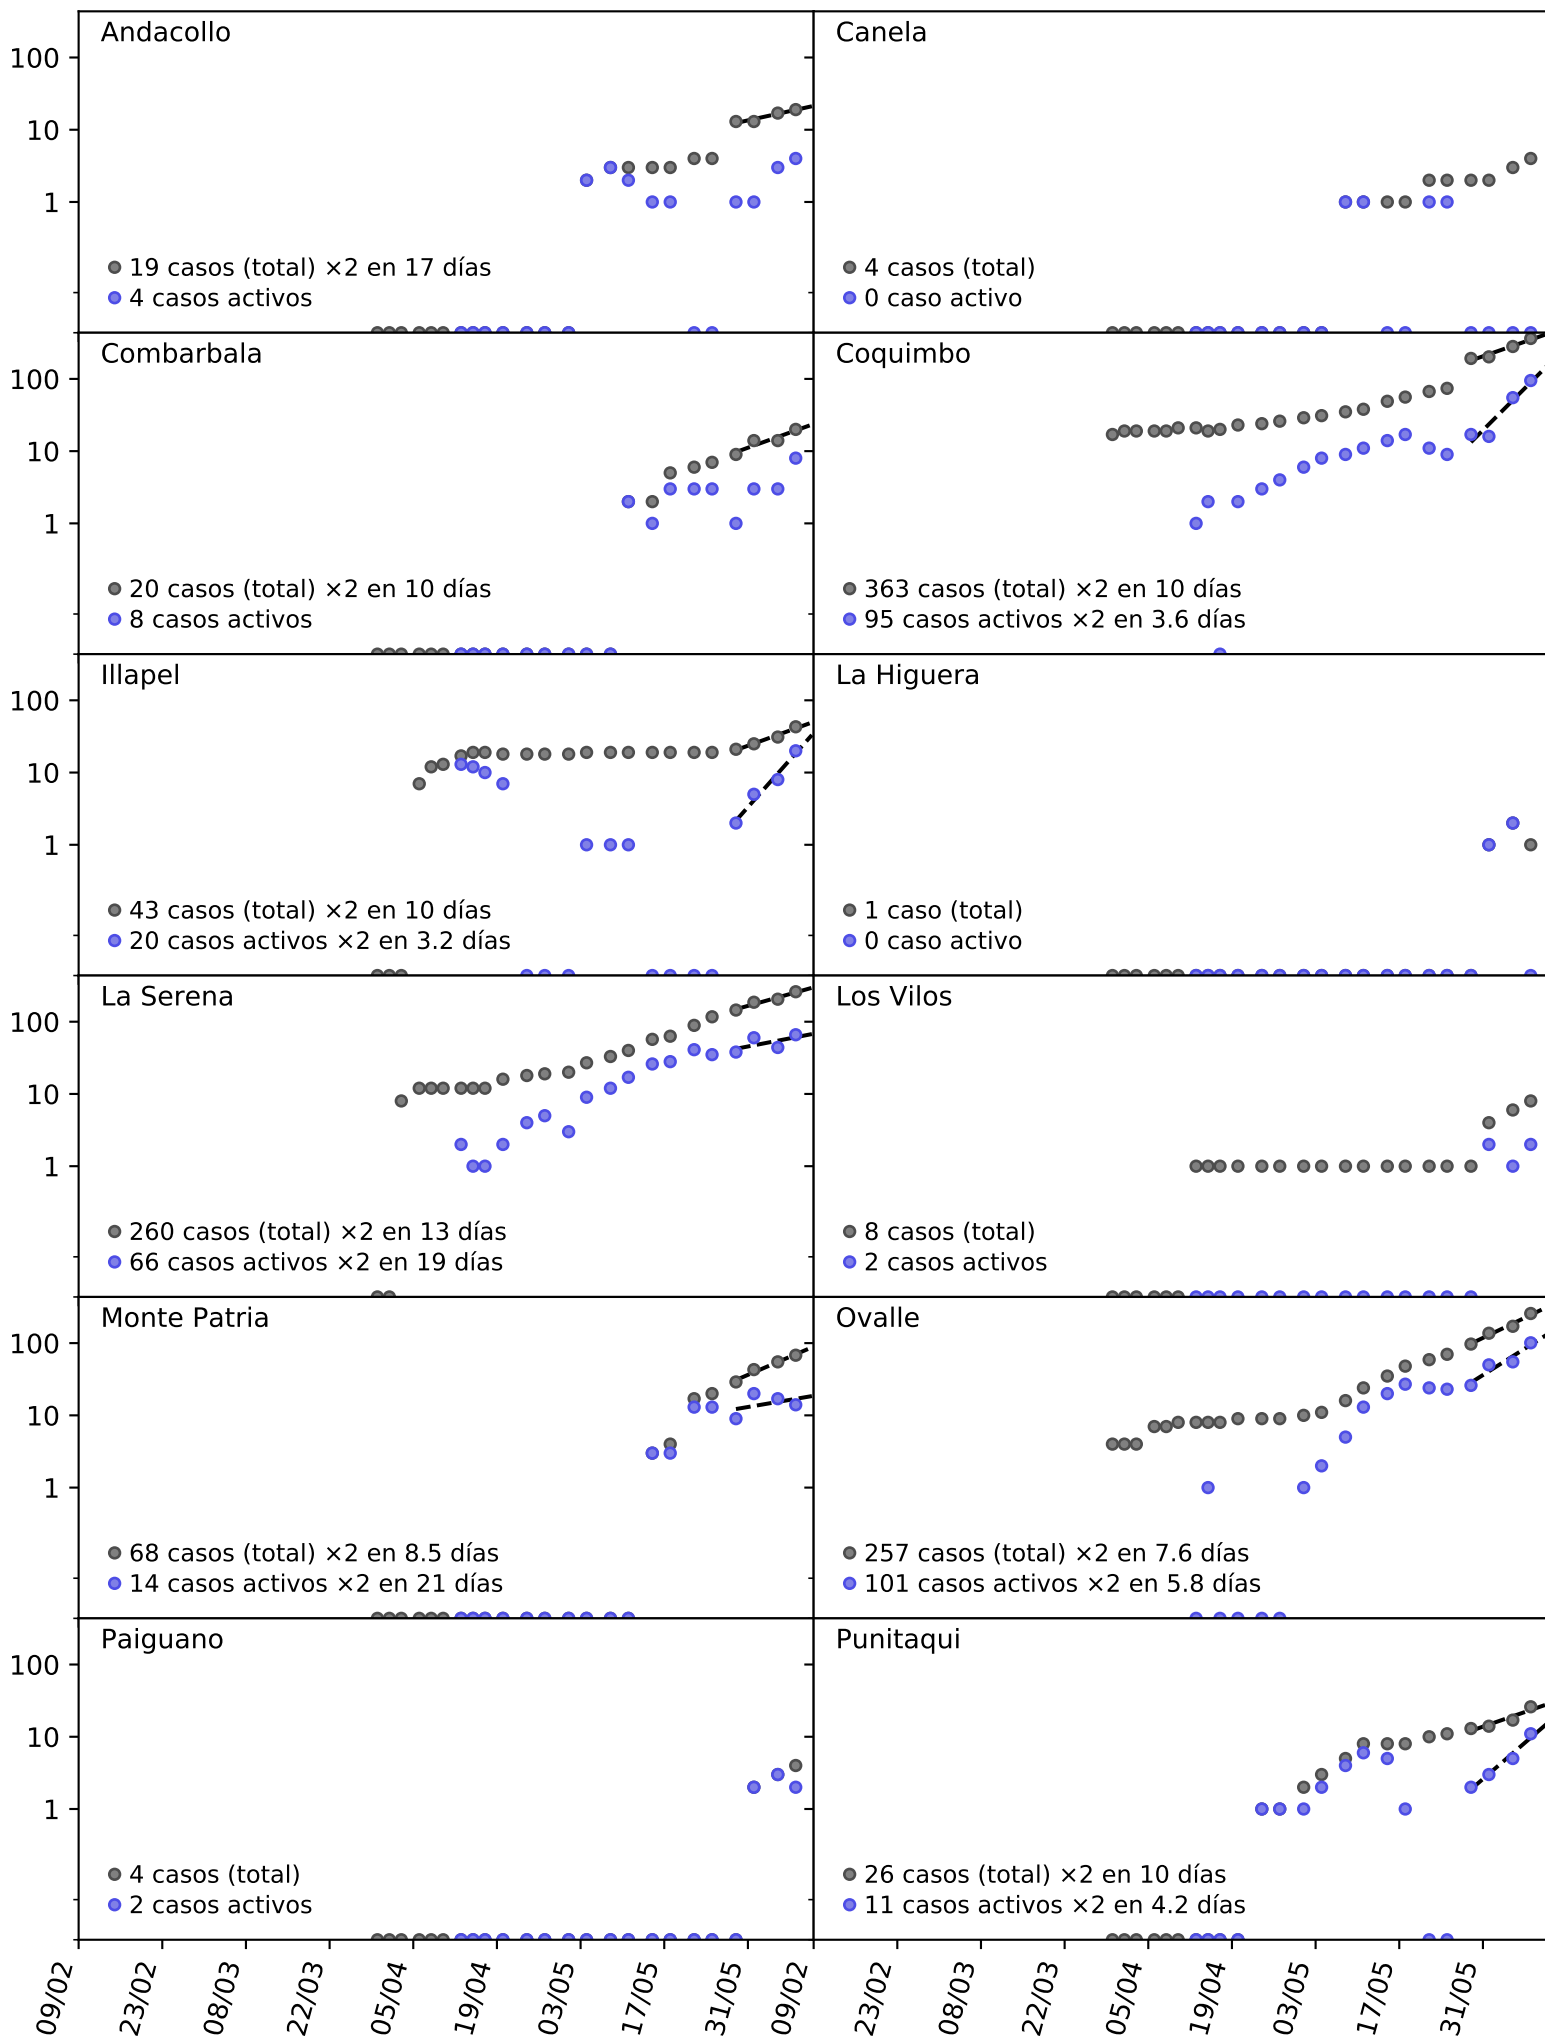 Andacollo
Canela
100
10
1
19 casos (total) ×2 en 17 días
4 casos activos
4 casos (total)
0 caso activo
Combarbala
Coquimbo
100
10
1
20 casos (total) ×2 en 10 días
8 casos activos
363 casos (total) ×2 en 10 días
95 casos activos ×2 en 3.6 días
Illapel
La Higuera
100
10
1
43 casos (total) ×2 en 10 días
20 casos activos ×2 en 3.2 días
1 caso (total)
0 caso activo
La Serena
Los Vilos
100
10
1
260 casos (total) ×2 en 13 días
66 casos activos ×2 en 19 días
8 casos (total)
2 casos activos
Monte Patria
Ovalle
100
10
1
68 casos (total) ×2 en 8.5 días
14 casos activos ×2 en 21 días
257 casos (total) ×2 en 7.6 días
101 casos activos ×2 en 5.8 días
Paiguano
Punitaqui
100
10
1
4 casos (total)
2 casos activos
26 casos (total) ×2 en 10 días
11 casos activos ×2 en 4.2 días
09/02 23/02 08/03 22/03 05/04 19/04 03/05 17/05 31/05 09/02 23/02 08/03 22/03 05/04 19/04 03/05 17/05 31/05